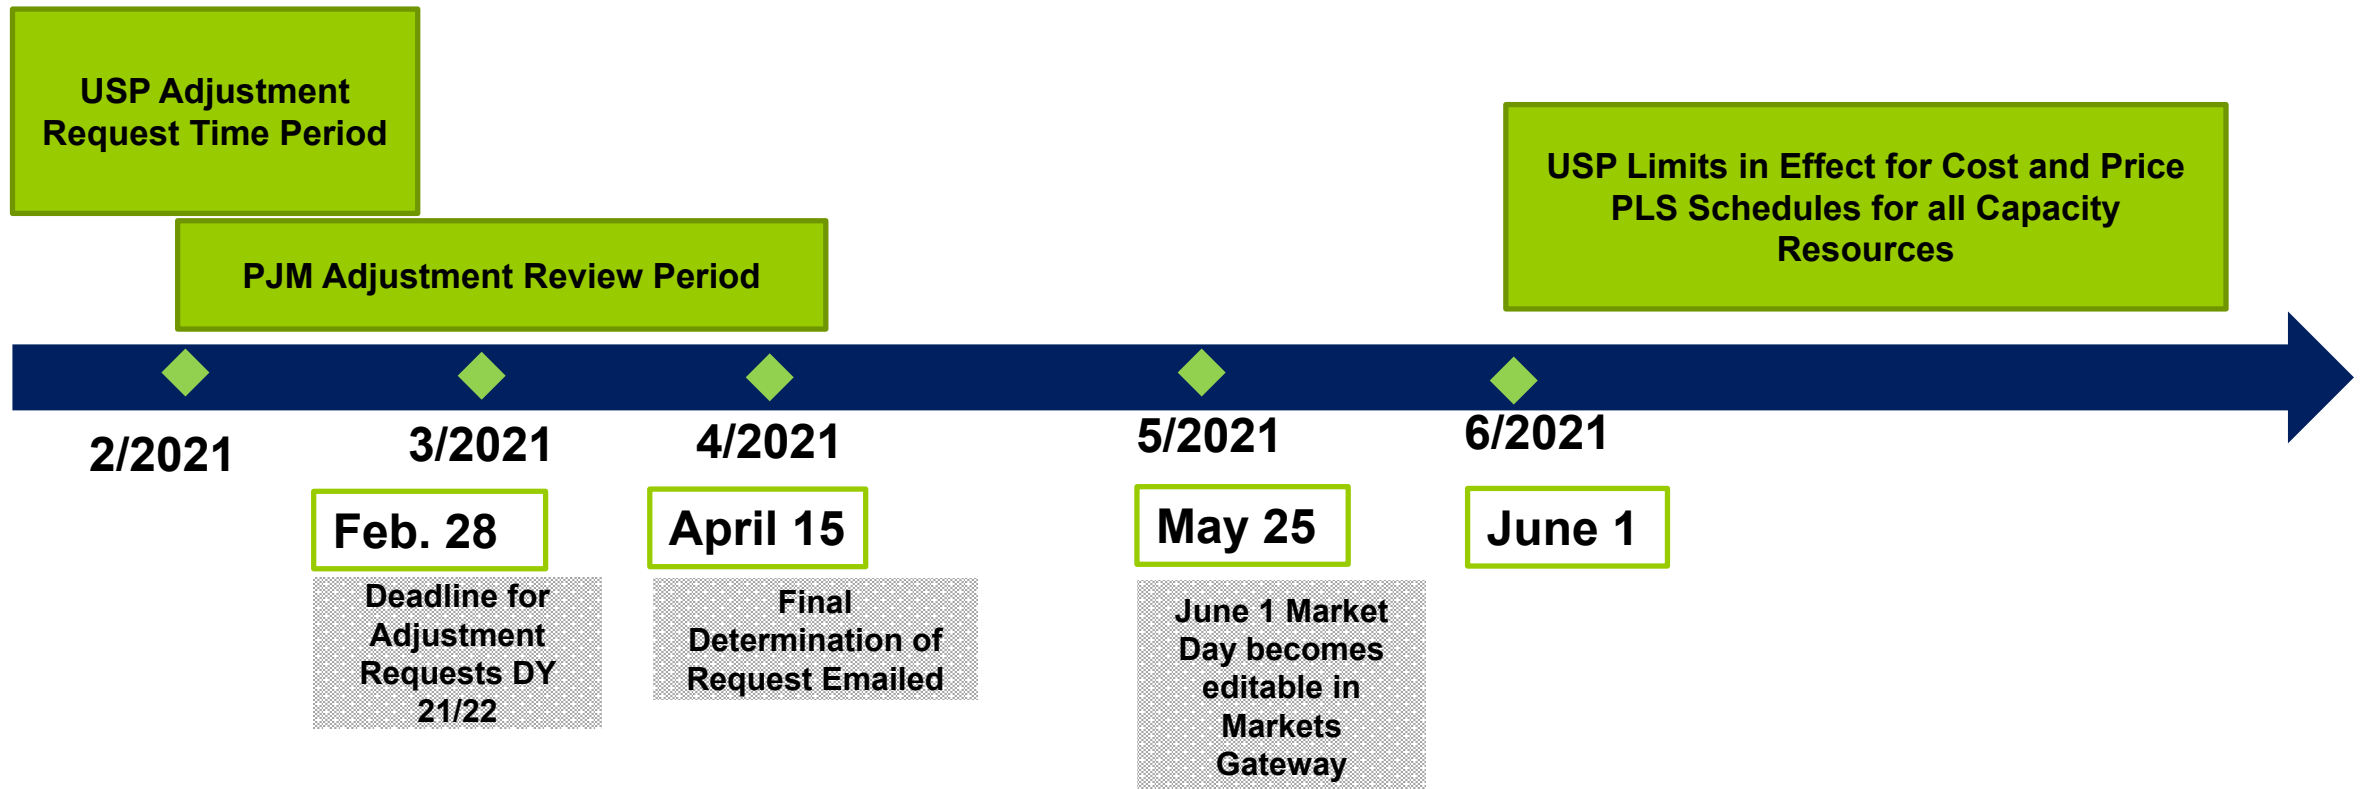 USP Adjustment
Request Time Period
PJM Adjustment Review Period
USP Limits in Effect for Cost and Price
PLS Schedules for all Capacity
Resources
2/2021
3/2021
4/2021
5/2021
6/2021
Feb. 28
April 15
May 25
June 1
Deadline for
Adjustment
Requests DY
21/22
Final
Determination of
Request Emailed
June 1 Market
Day becomes
editable in
Markets
Gateway